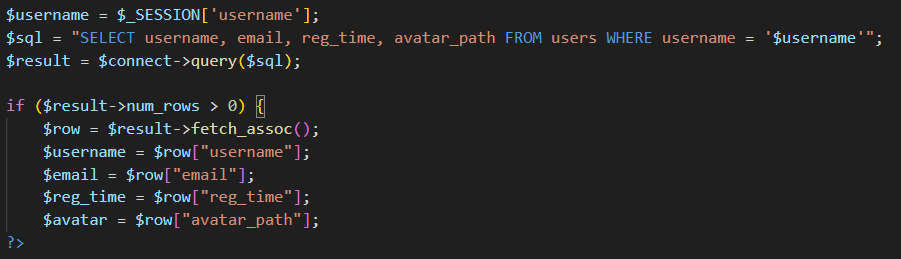 $username = $_SESSION['username'];
$sql = "SELECT username, email, reg_time, avatar_path FROM users WHERE username = '$username'";
$result = $connect->query($sql);
if ($result->num_rows > 0) {
    $row = $result->fetch_assoc();
    $username = $row["username"];
    $email = $row["email"];
    $reg_time = $row["reg_time"];
    $avatar = $row["avatar_path"];
?>